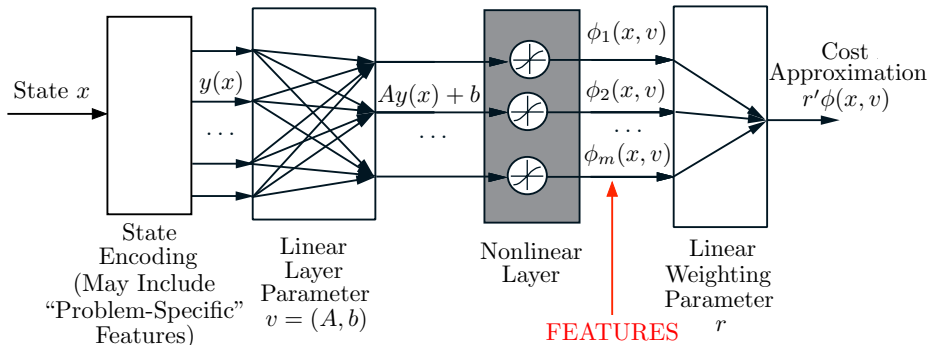 State x
State
Encoding
(May Include
“Problem-Specific”
Features)
y(x)
. . .
Linear
Layer
Parameter
v = (A, b)
Ay(x) + b
. . .
Nonlinear
Layer
ϕ1(x, v)
ϕ2(x, v)
. . .
ϕm(x, v)
FEATURES
Linear
Weighting
Parameter
r
Cost
Approximation
r′ϕ(x, v)